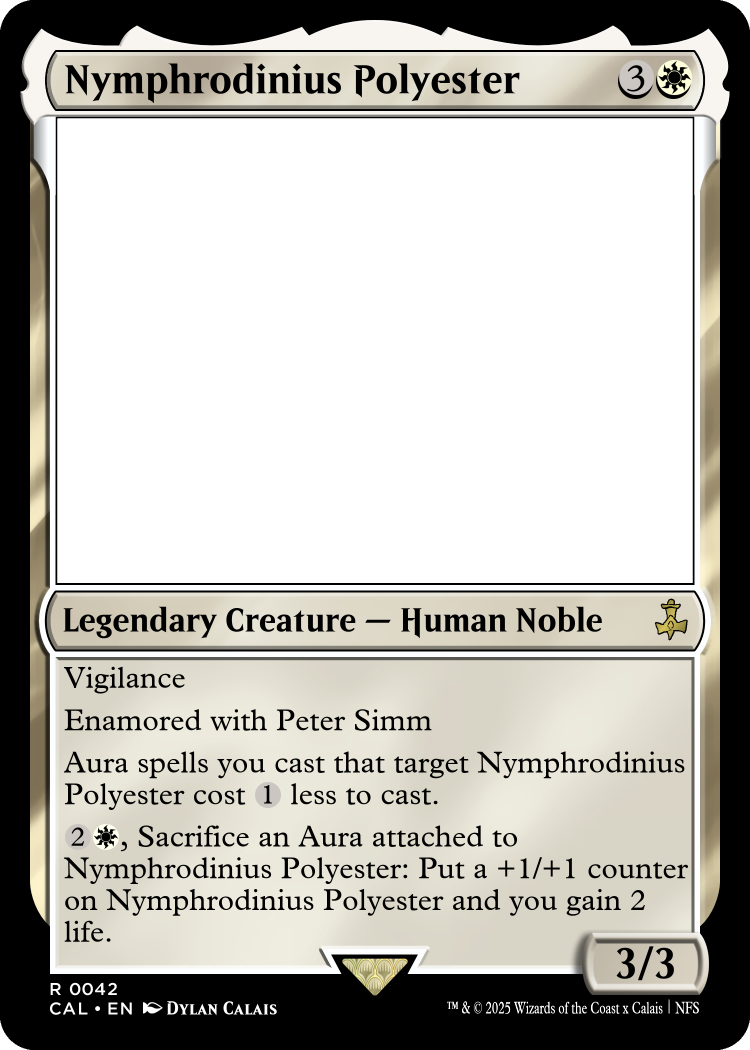 Nymphrodinius Polyester 3
Legendary Creature — Human Noble
Vigilance
Enamored with Peter Simm
Aura spells you cast that target Nymphrodinius
Polyester cost 1 less to cast.
2, Sacrifice an Aura attached to
Nymphrodinius Polyester: Put a +1/+1 counter
on Nymphrodinius Polyester and you gain 2
life.
3/3
R 0042
CAL • EN Dylan Calais
™ & © 2025 Wizards of the Coast x Calais | NFS